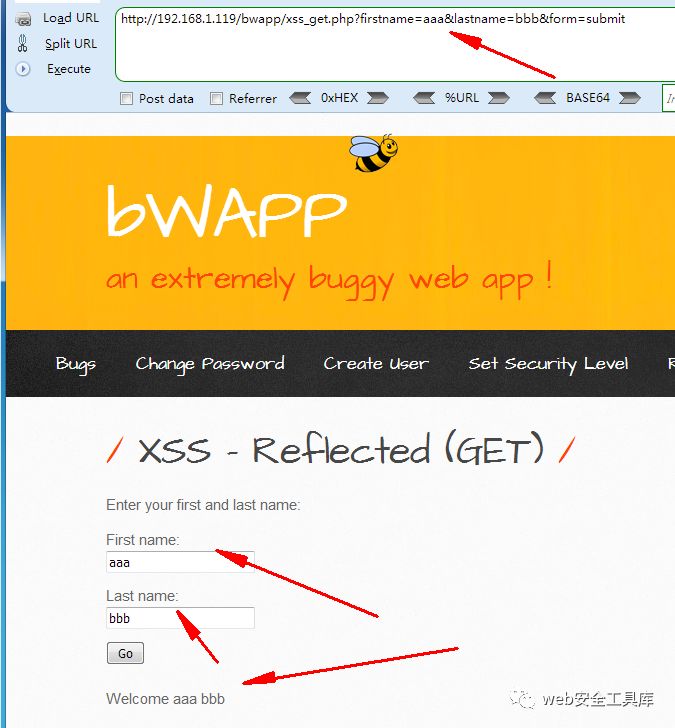 Load URL
http://192.168.1.119/bwapp/xss_get.php?firstname=aaa&lastname=bbb&form=submit
Split URL
Execute
Post data Referrer 0xHEX %URL BASE64
bWAPP
an extremely buggy web app !
Bugs Change Password Create User Set Security Level
/ XSS - Reflected (GET) /
Enter your first and last name:
First name:
aaa
Last name:
bbb
Go
Welcome aaa bbb
web安全工具库